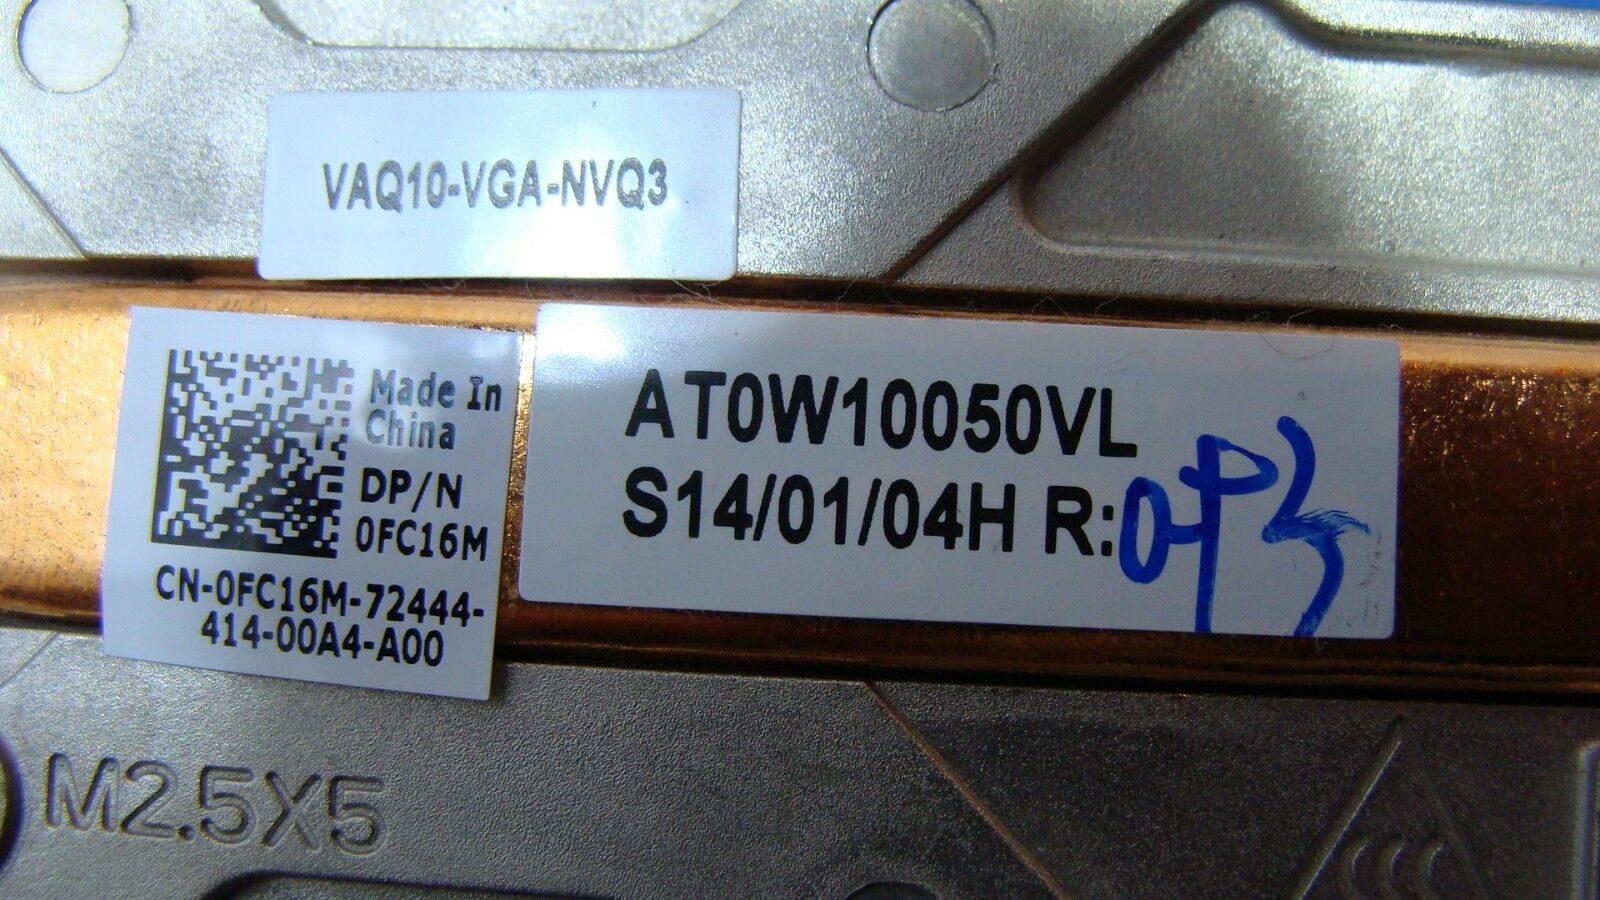 VAQ10-VGA-NVQ3
Made In
China
DP/N
0FC16M
CN-0FC16M-72444-
414-00A4-A00
AT0W10050VL
S14/01/04H R:
M2.5X5